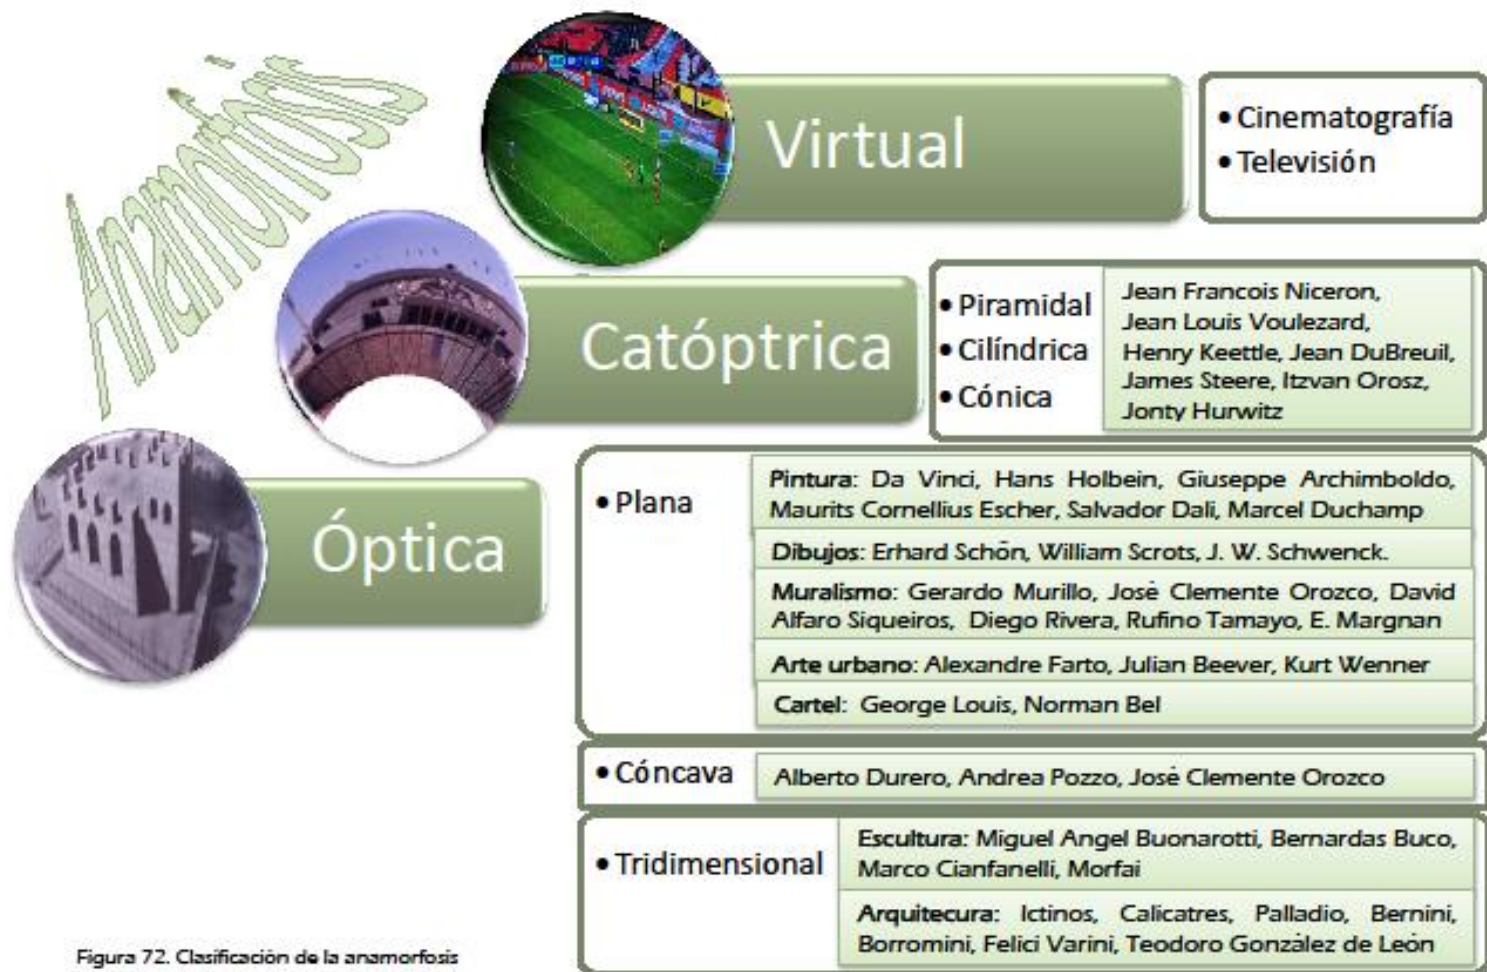 Anamorfosis
Virtual
• Cinematografía
• Televisión
Catóptrica
• Piramidal
• Cilíndrica
• Cónica
Jean Francois Niceron,
Jean Louis Voulezard,
Henry Keettle, Jean DuBreuil,
James Steere, Itzvan Orosz,
Jonty Hurwitz
Óptica
• Plana
Pintura: Da Vinci, Hans Holbein, Giuseppe Archimboldo,
Maurits Cornellius Escher, Salvador Dali, Marcel Duchamp
Dibujos: Erhard Schön, William Scrots, J. W. Schwenck.
Muralismo: Gerardo Murillo, José Clemente Orozco, David
Alfaro Siqueiros, Diego Rivera, Rufino Tamayo, E. Margnan
Arte urbano: Alexandre Farto, Julian Beever, Kurt Wenner
Cartel: George Louis, Norman Bel
• Cóncava
Alberto Durero, Andrea Pozzo, José Clemente Orozco
• Tridimensional
Escultura: Miguel Angel Buonarotti, Bernardas Buco,
Marco Cianfanelli, Morfai
Arquitecura: Ictinos, Calicatres, Palladio, Bernini,
Borromini, Felici Varini, Teodoro González de León
Figura 72. Clasificación de la anamorfosis